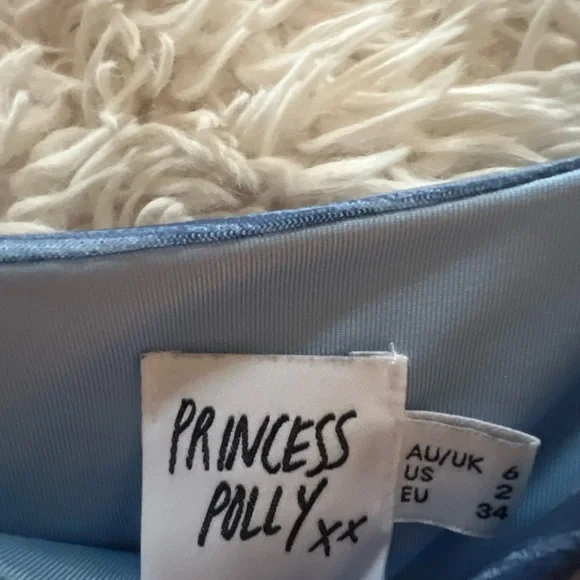 PRINCESS
POLLY xx
AU/UK 6
US 2
EU 34